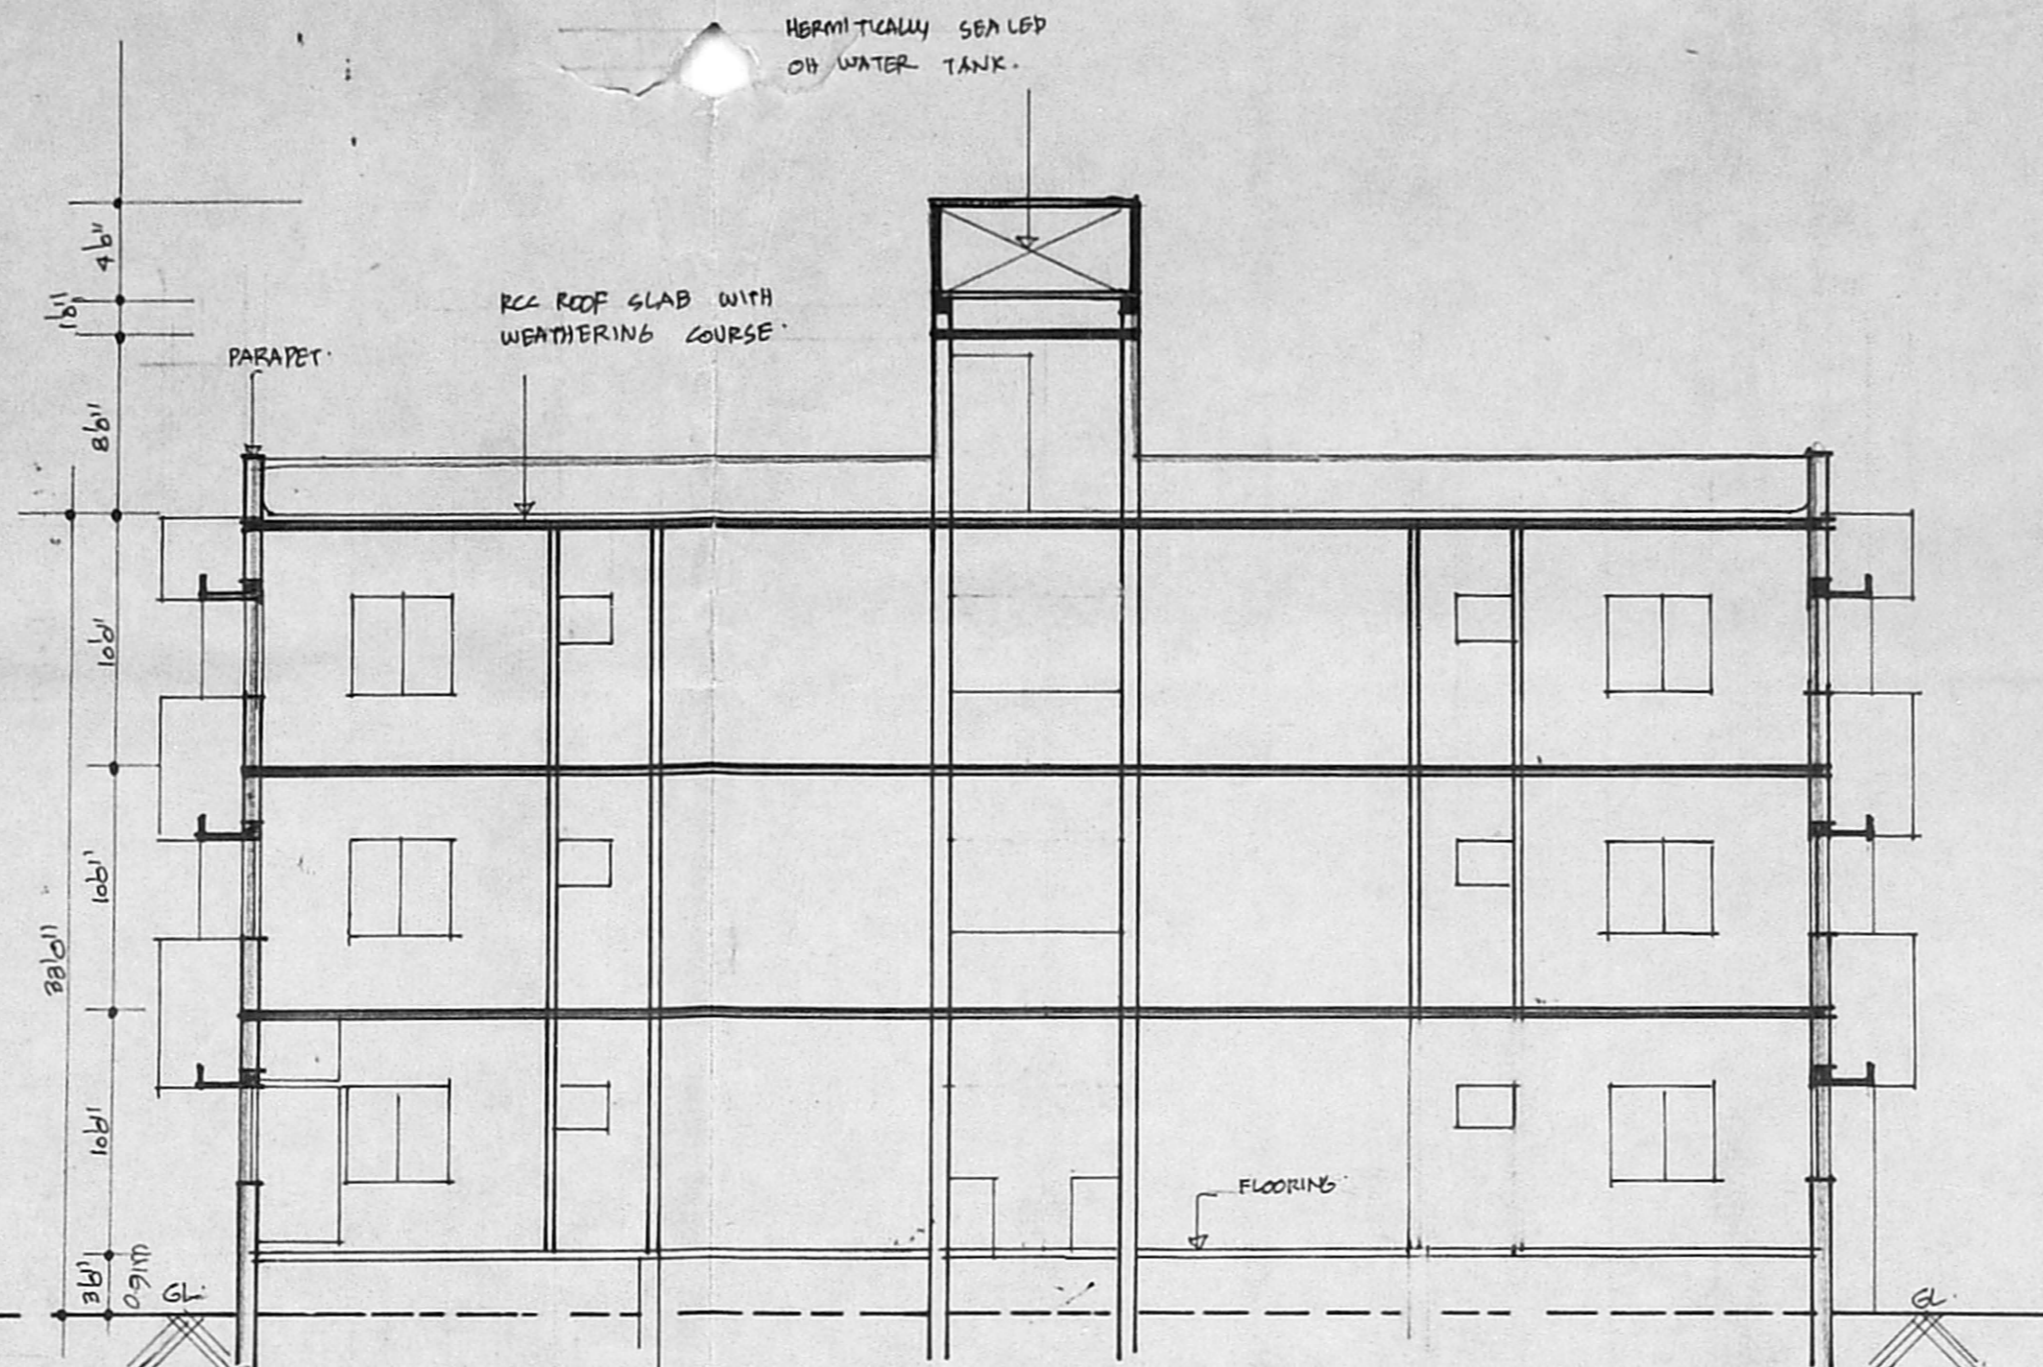 HERMITICALLY SEALED
OH WATER TANK.
4'6"
1'6"
RCC ROOF SLAB WITH
WEATHERING COURSE.
PARAPET.
8'6"
10'0"
10'0"
33'0"
10'0"
FLOORING.
3'0"
0.91M
GL.
GL.